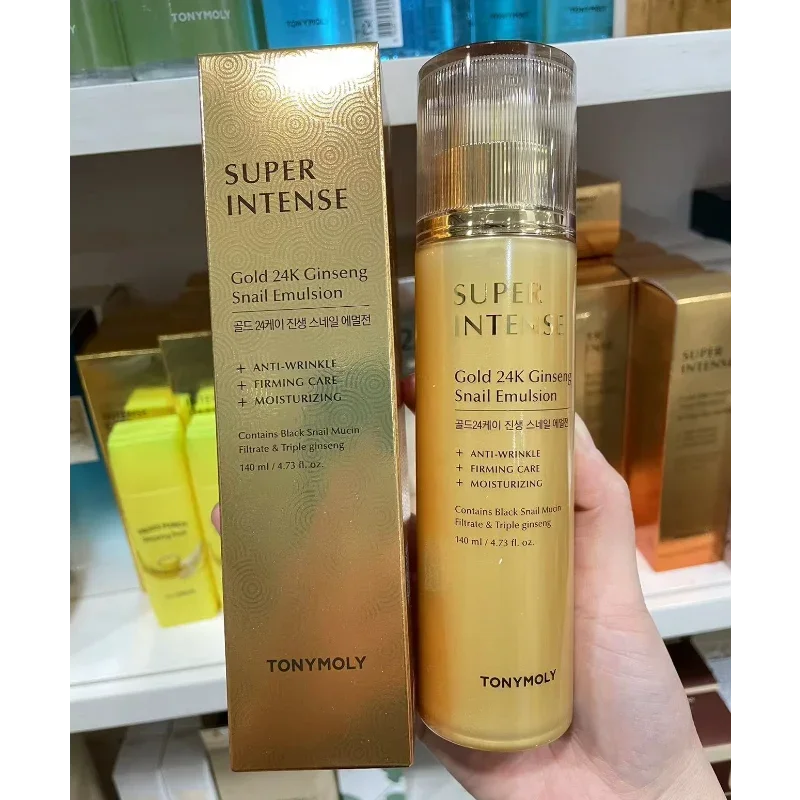 TONYMOLY
SUPER
INTENSE
Gold 24K Ginseng
Snail Emulsion
골드 24케이 진생 스네일 에멀전
+ ANTI-WRINKLE
+ FIRMING CARE
+ MOISTURIZING
Contains Black Snail Mucin
Filtrate & Triple ginseng
140 ml / 4.73 fl. oz.
TONYMOLY
SUPER
INTENSE
Gold 24K Ginseng
Snail Emulsion
골드24케이 진생 스네일 에멀전
+ ANTI-WRINKLE
+ FIRMING CARE
+ MOISTURIZING
Contains Black Snail Mucin
Filtrate & Triple ginseng
140 ml / 4.73 fl. oz.
TONYMOLY
SUPER
INTENSE